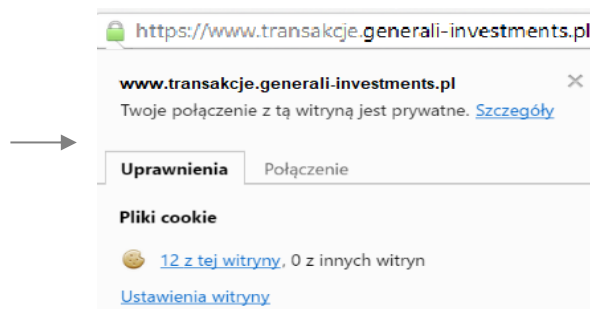 https://www.transakcje.generali-investments.pl
www.transakcje.generali-investments.pl
Twoje połączenie z tą witryną jest prywatne. Szczegóły
Uprawnienia Połączenie
Pliki cookie
12 z tej witryny, 0 z innych witryn
Ustawienia witryny